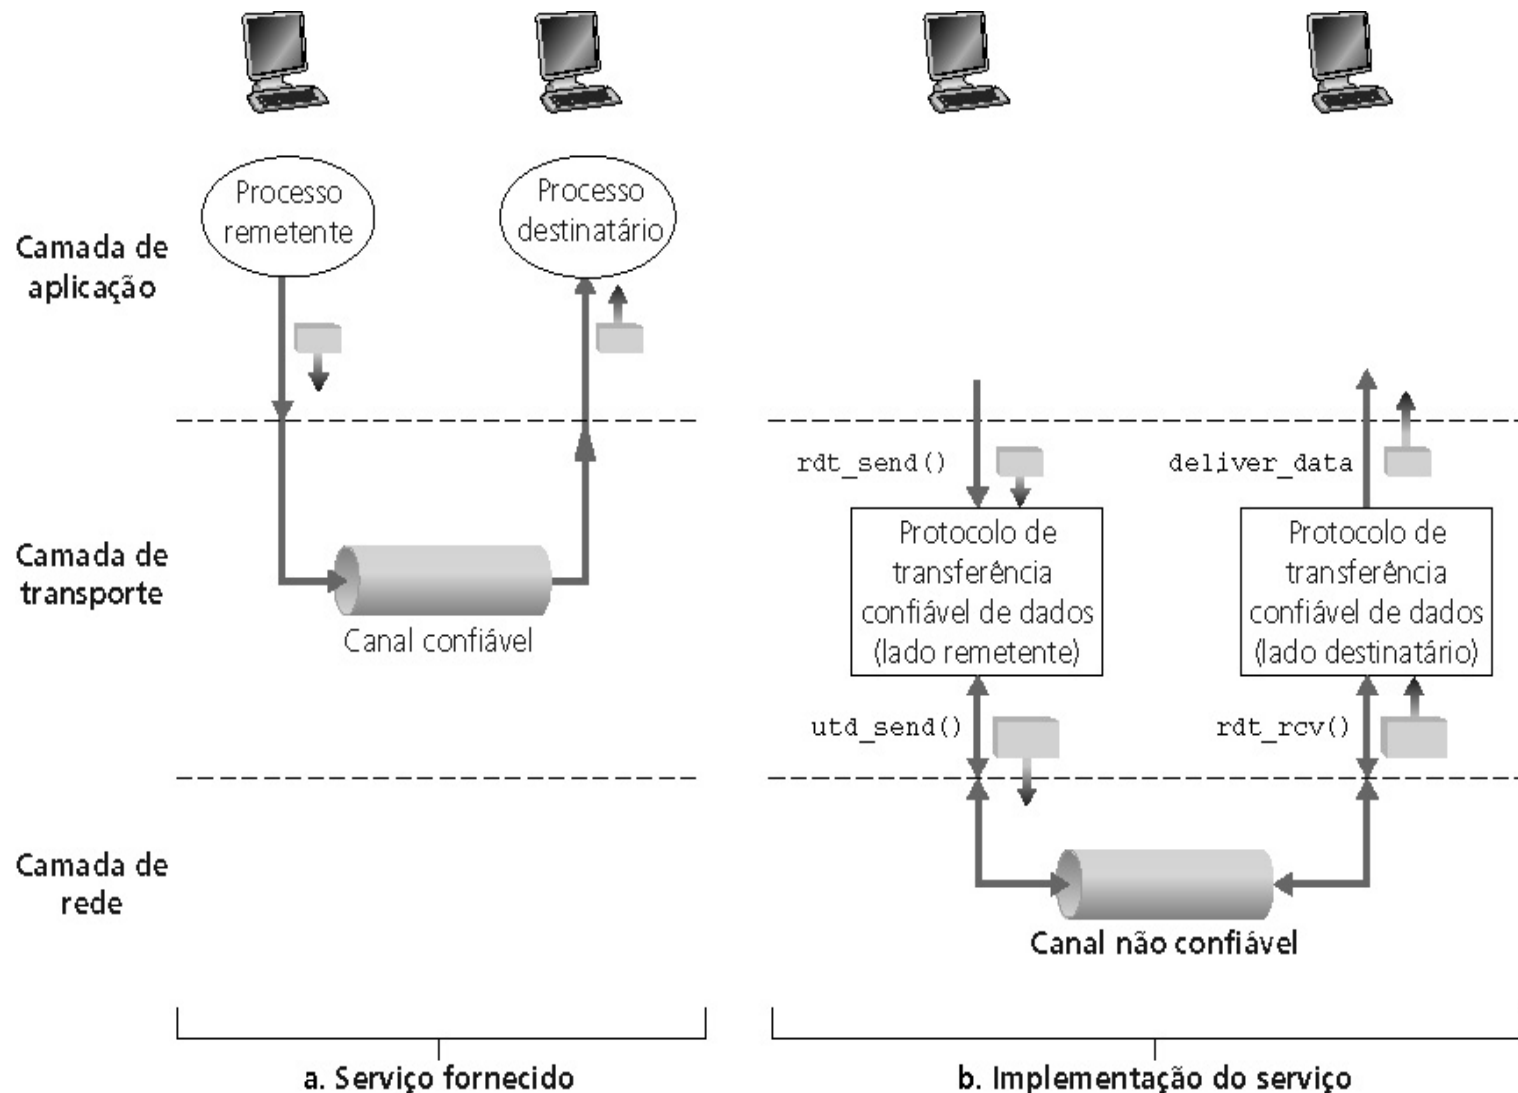 Processo
remetente
Processo
destinatário
Camada de
aplicação
rdt_send()
deliver_data
Camada de
transporte
Canal confiável
Protocolo de
transferência
confiável de dados
(lado remetente)
Protocolo de
transferência
confiável de dados
(lado destinatário)
utd_send()
rdt_rcv()
Camada de
rede
Canal não confiável
a. Serviço fornecido
b. Implementação do serviço